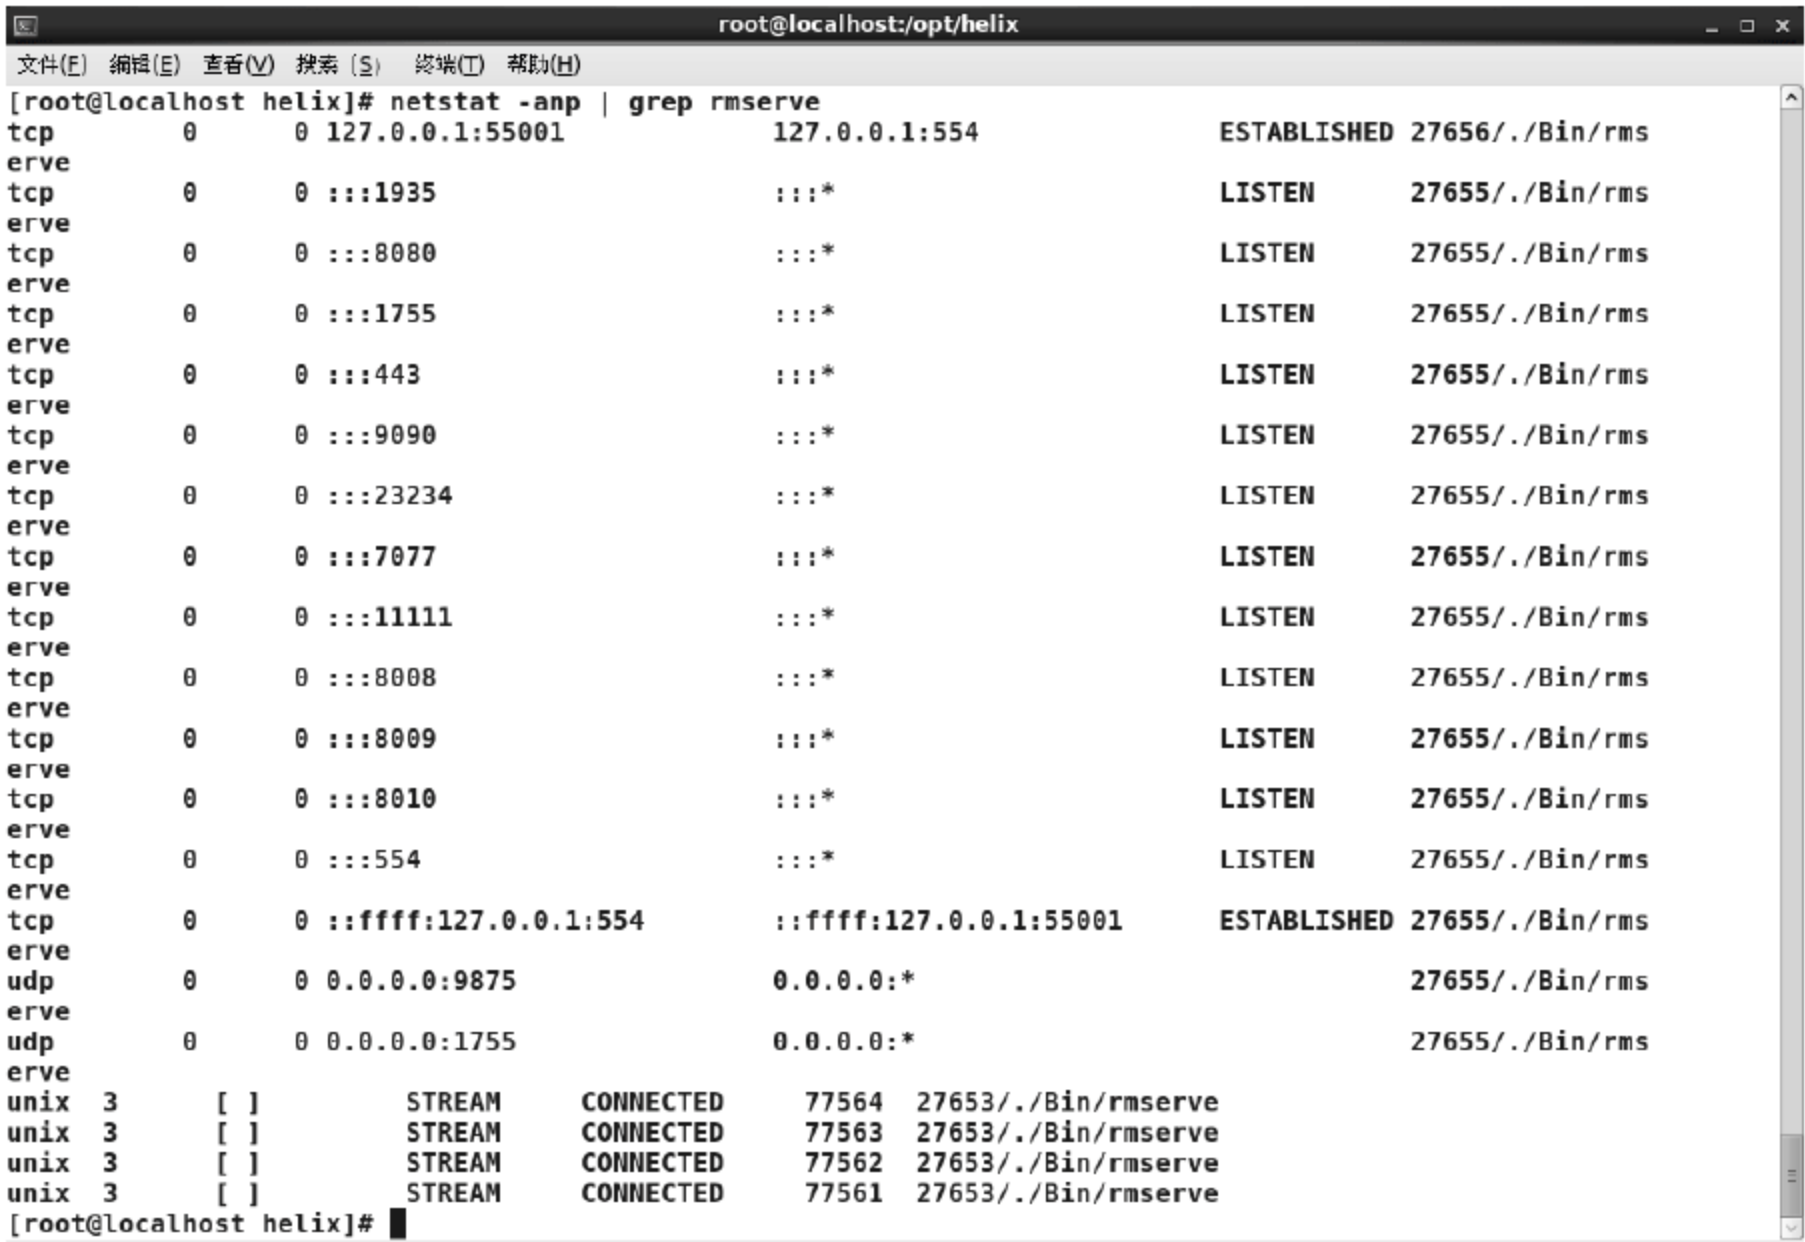 root@localhost:/opt/helix
文件(F) 编辑(E) 查看(V) 搜索 (S) 终端(T) 帮助(H)
[root@localhost helix]# netstat -anp | grep rmserve
tcp 0 0 127.0.0.1:55001 127.0.0.1:554 ESTABLISHED 27656/./Bin/rms
erve
tcp 0 0 :::1935 :::* LISTEN 27655/./Bin/rms
erve
tcp 0 0 :::8080 :::* LISTEN 27655/./Bin/rms
erve
tcp 0 0 :::1755 :::* LISTEN 27655/./Bin/rms
erve
tcp 0 0 :::443 :::* LISTEN 27655/./Bin/rms
erve
tcp 0 0 :::9090 :::* LISTEN 27655/./Bin/rms
erve
tcp 0 0 :::23234 :::* LISTEN 27655/./Bin/rms
erve
tcp 0 0 :::7077 :::* LISTEN 27655/./Bin/rms
erve
tcp 0 0 :::11111 :::* LISTEN 27655/./Bin/rms
erve
tcp 0 0 :::8008 :::* LISTEN 27655/./Bin/rms
erve
tcp 0 0 :::8009 :::* LISTEN 27655/./Bin/rms
erve
tcp 0 0 :::8010 :::* LISTEN 27655/./Bin/rms
erve
tcp 0 0 :::554 :::* LISTEN 27655/./Bin/rms
erve
tcp 0 0 ::ffff:127.0.0.1:554 ::ffff:127.0.0.1:55001 ESTABLISHED 27655/./Bin/rms
erve
udp 0 0 0.0.0.0:9875 0.0.0.0:* 27655/./Bin/rms
erve
udp 0 0 0.0.0.0:1755 0.0.0.0:* 27655/./Bin/rms
erve
unix 3 [ ] STREAM CONNECTED 77564 27653/./Bin/rmserve
unix 3 [ ] STREAM CONNECTED 77563 27653/./Bin/rmserve
unix 3 [ ] STREAM CONNECTED 77562 27653/./Bin/rmserve
unix 3 [ ] STREAM CONNECTED 77561 27653/./Bin/rmserve
[root@localhost helix]#